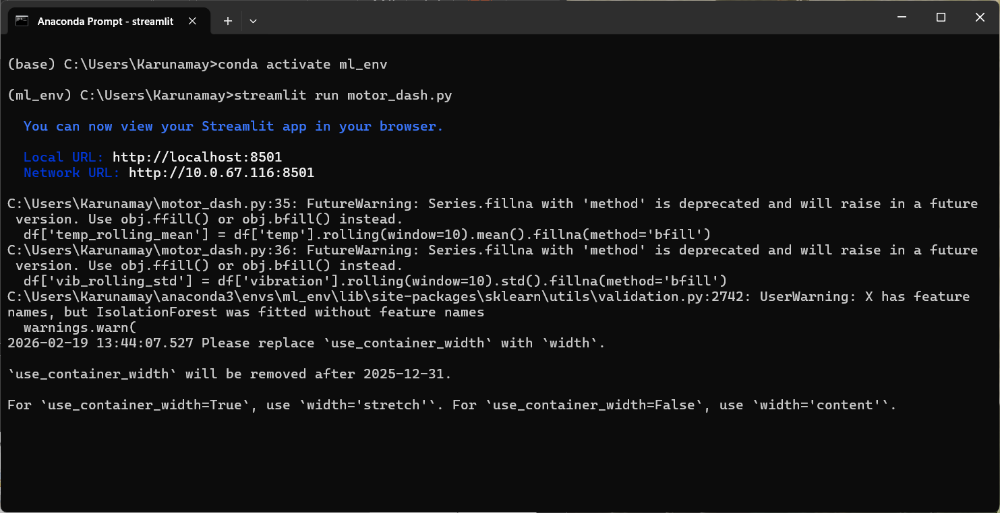 Anaconda Prompt - streamlit
(base) C:\Users\Karunamay>conda activate ml_env
(ml_env) C:\Users\Karunamay>streamlit run motor_dash.py
You can now view your Streamlit app in your browser.
Local URL: http://localhost:8501
Network URL: http://10.0.67.116:8501
C:\Users\Karunamay\motor_dash.py:35: FutureWarning: Series.fillna with 'method' is deprecated and will raise in a future
version. Use obj.ffill() or obj.bfill() instead.
df['temp_rolling_mean'] = df['temp'].rolling(window=10).mean().fillna(method='bfill')
C:\Users\Karunamay\motor_dash.py:36: FutureWarning: Series.fillna with 'method' is deprecated and will raise in a future
version. Use obj.ffill() or obj.bfill() instead.
df['vib_rolling_std'] = df['vibration'].rolling(window=10).std().fillna(method='bfill')
C:\Users\Karunamay\anaconda3\envs\ml_env\lib\site-packages\sklearn\utils\validation.py:2742: UserWarning: X has feature
names, but IsolationForest was fitted without feature names
warnings.warn(
2026-02-19 13:44:07.527 Please replace `use_container_width` with `width`.
`use_container_width` will be removed after 2025-12-31.
For `use_container_width=True`, use `width='stretch'`. For `use_container_width=False`, use `width='content'`.